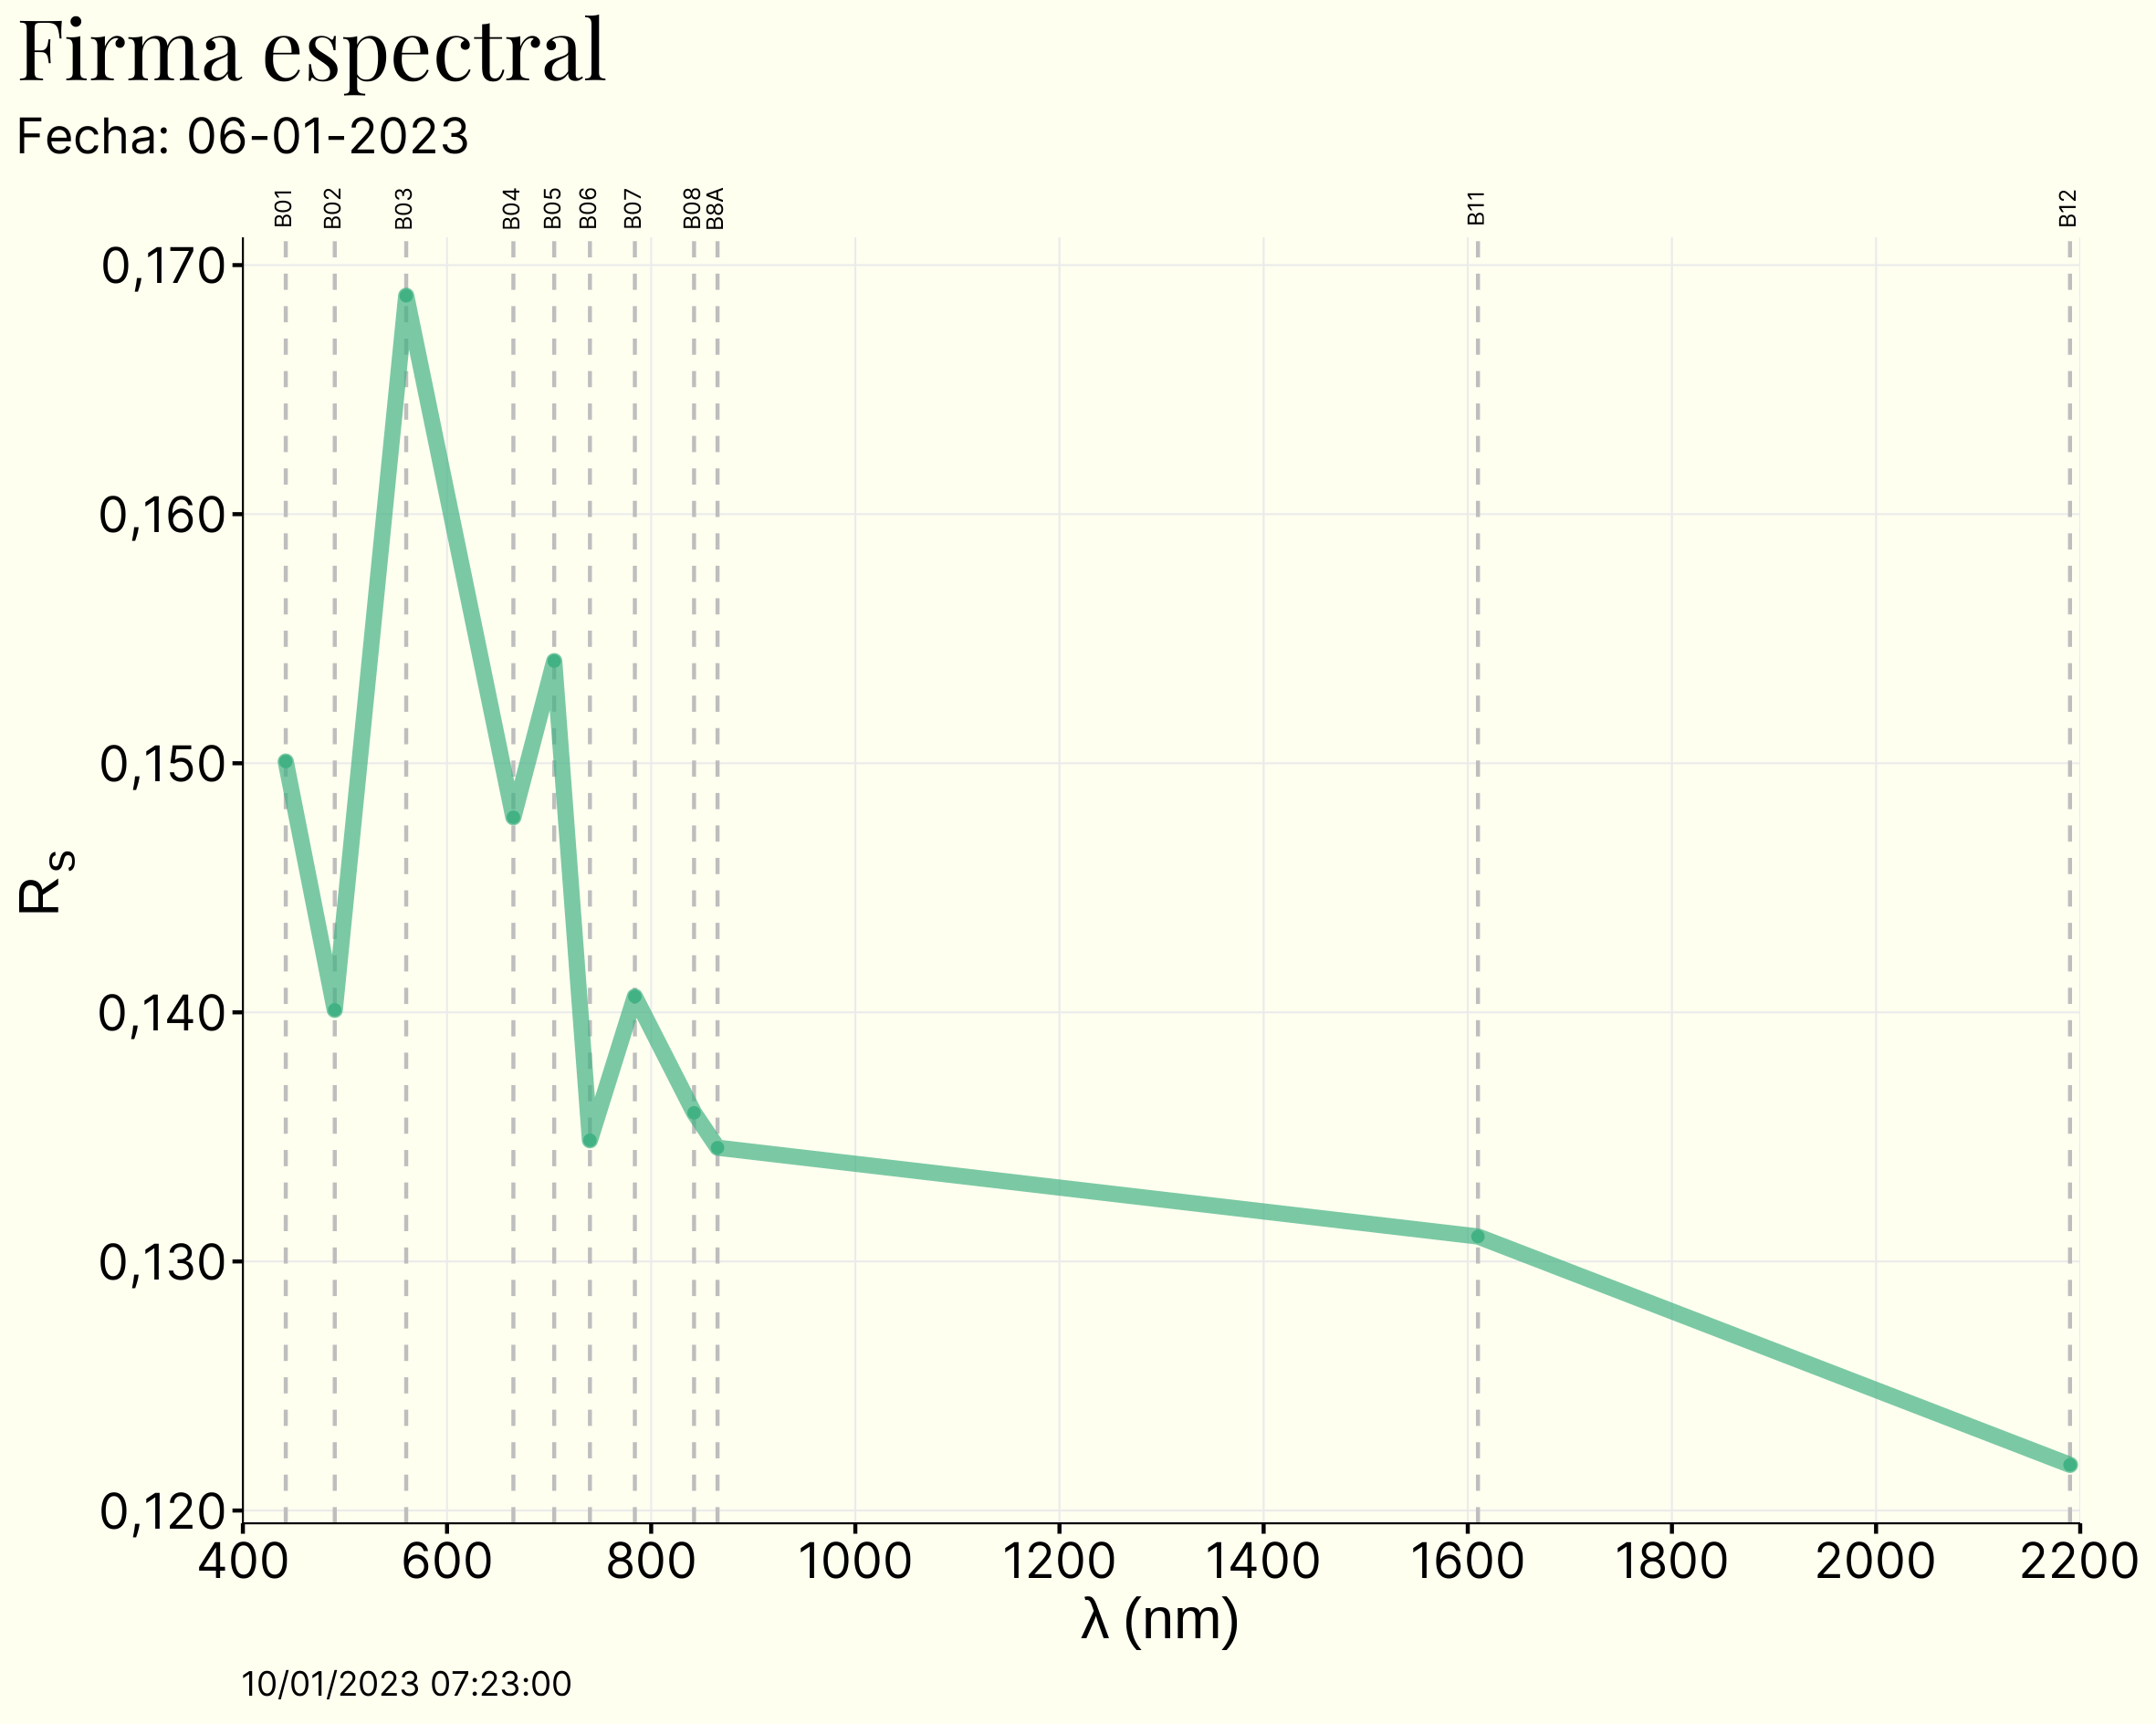 Firma espectral
Fecha: 06-01-2023
B01 B02 B03 B04 B05 B06 B07 B08 B8A B11 B12
0,170
0,160
0,150
0,140
0,130
0,120
Rs
400 600 800 1000 1200 1400 1600 1800 2000 2200
λ (nm)
10/01/2023 07:23:00